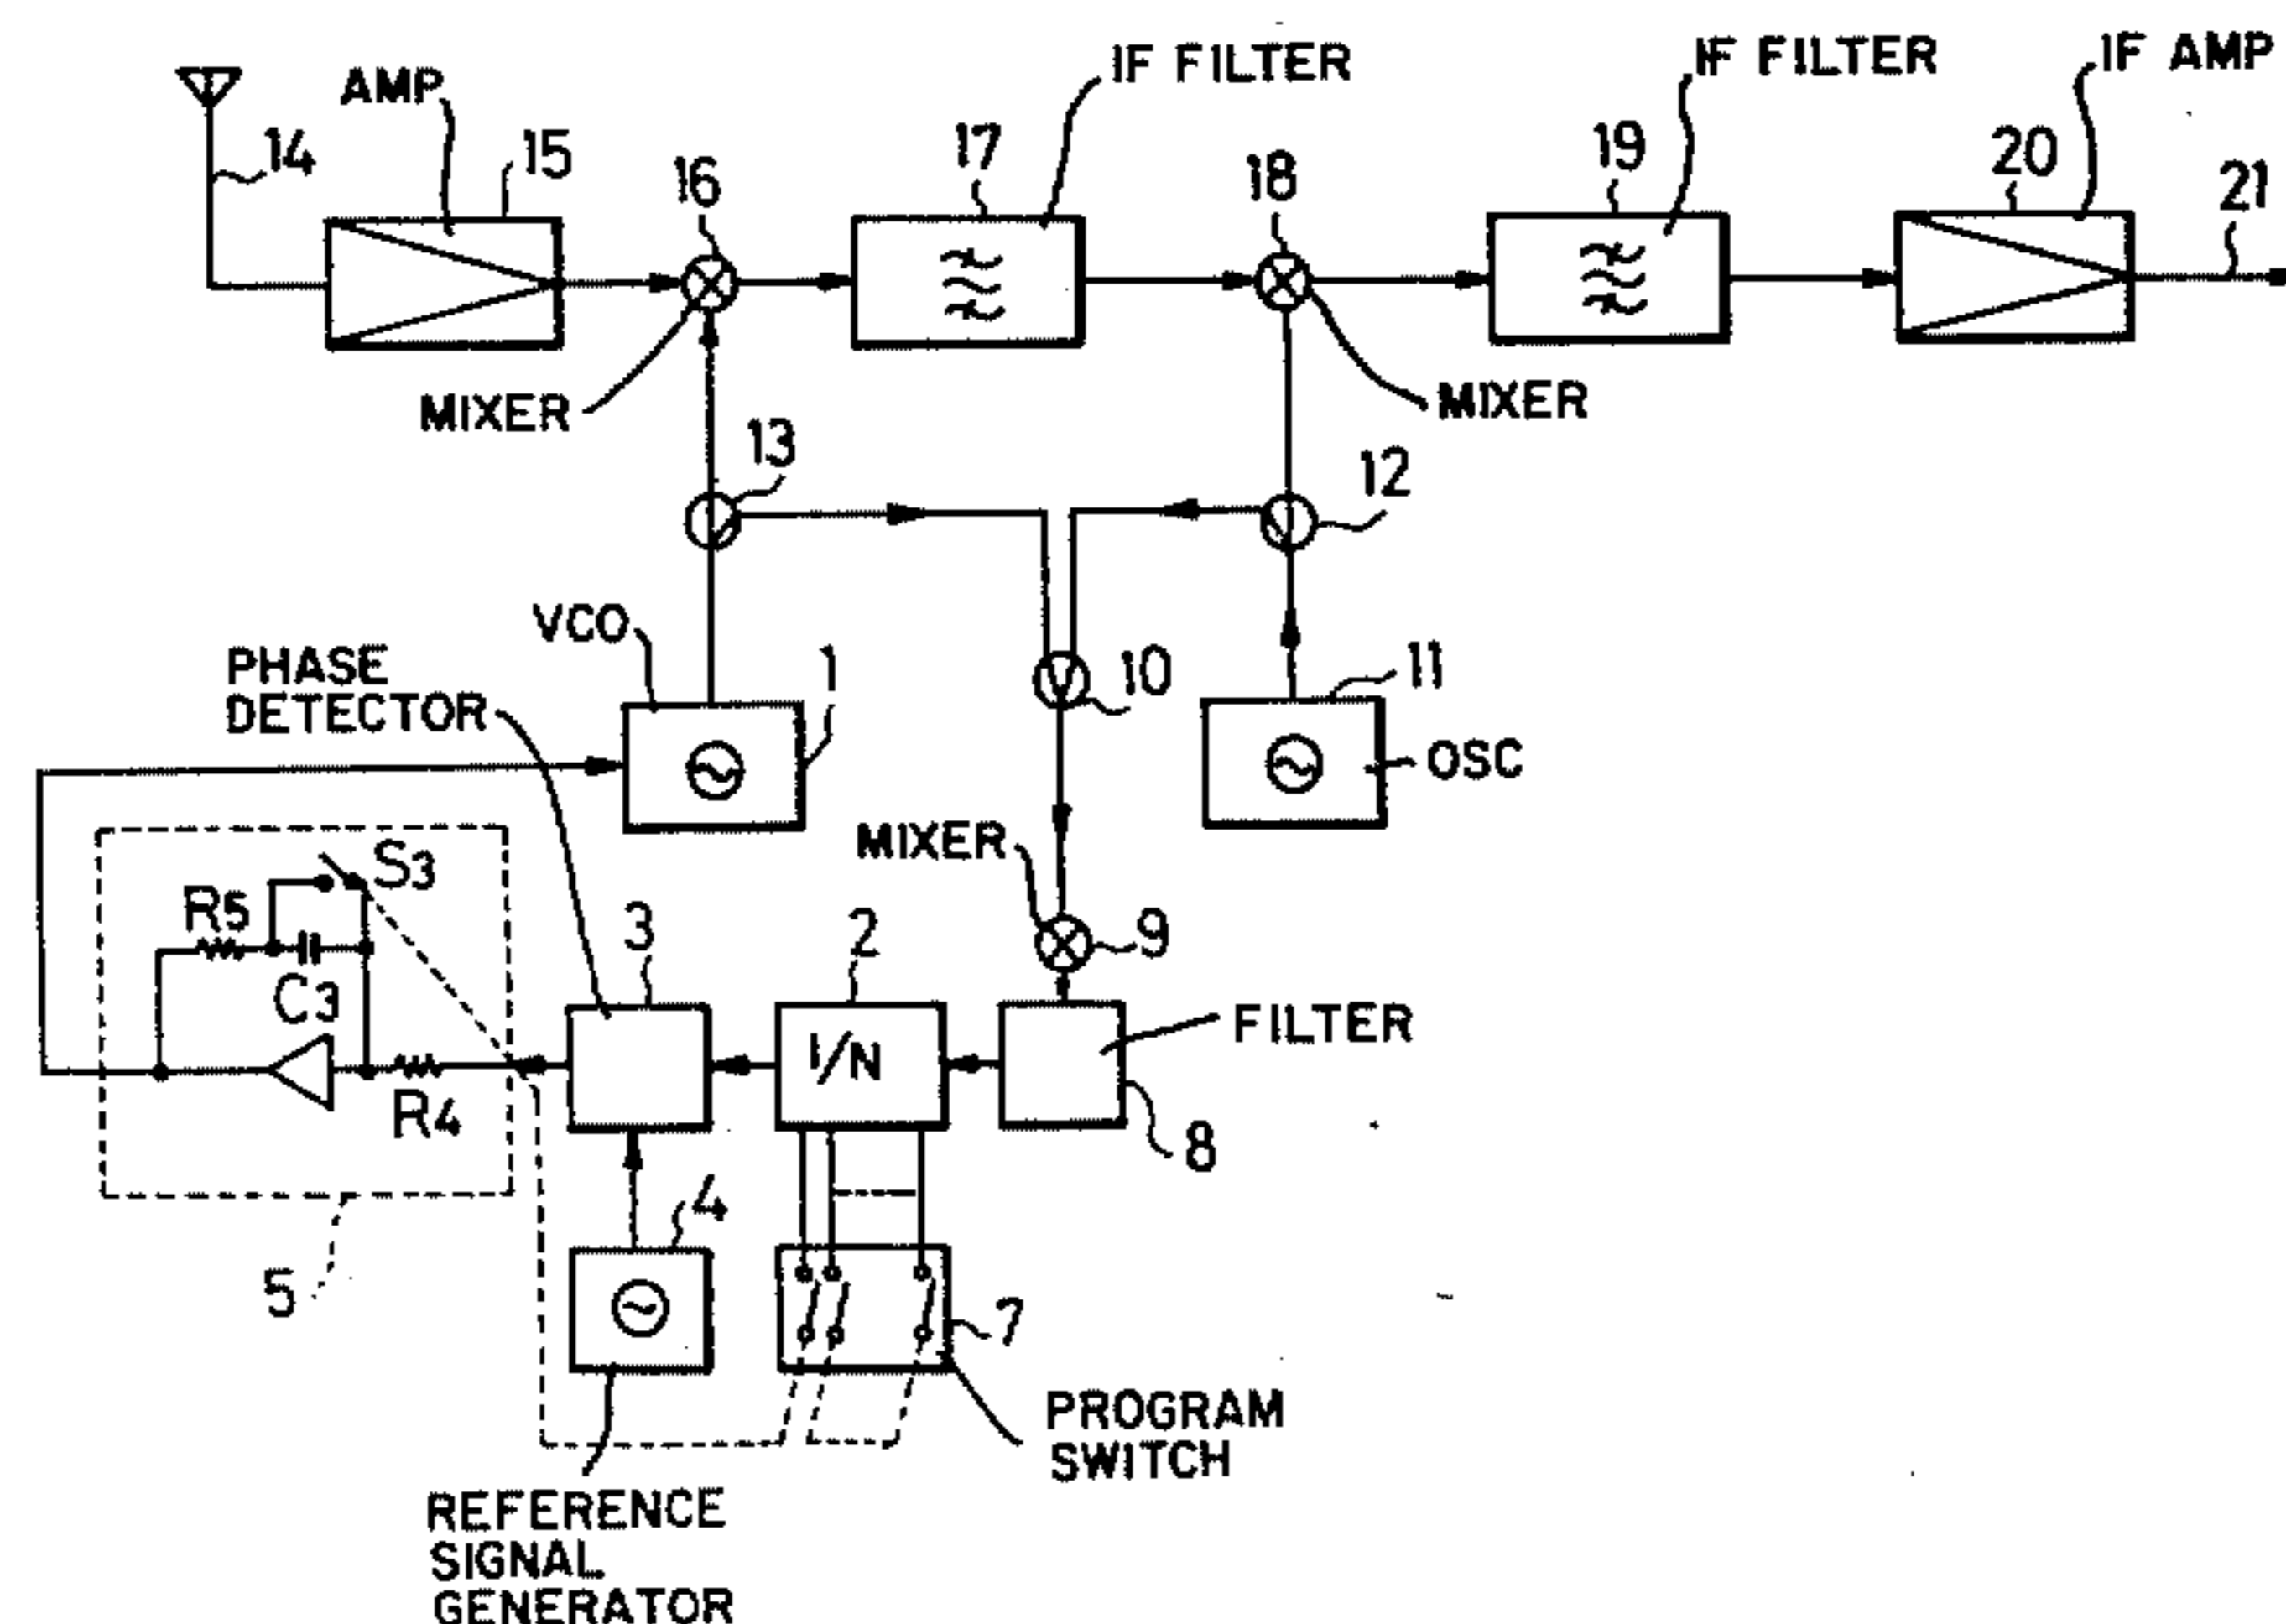 AMP
IF FILTER
IF FILTER
IF AMP
14
15
16
17
18
19
20
21
MIXER
MIXER
13
12
VCO
PHASE
DETECTOR
1
10
11
OSC
MIXER
S3
R5
C3
3
2
9
1/N
FILTER
R4
8
4
5
7
PROGRAM
SWITCH
REFERENCE
SIGNAL
GENERATOR